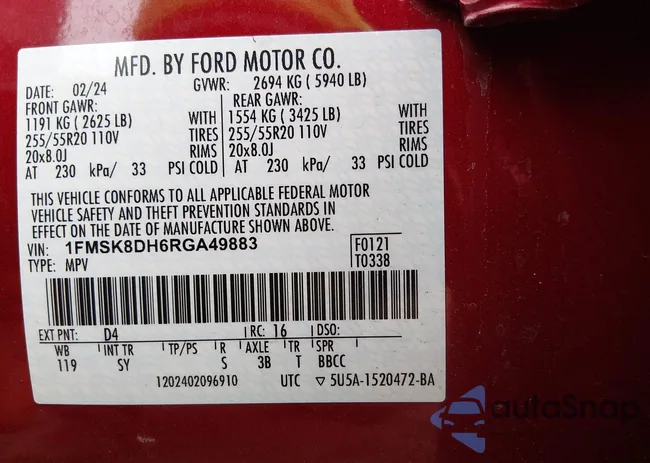 MFD. BY FORD MOTOR CO.
DATE: 02/24 GVWR: 2694 KG ( 5940 LB)
FRONT GAWR: REAR GAWR:
1191 KG ( 2625 LB) WITH 1554 KG ( 3425 LB) WITH
255/55R20 110V TIRES 255/55R20 110V TIRES
20x8.0J RIMS 20x8.0J RIMS
AT 230 kPa/ 33 PSI COLD AT 230 kPa/ 33 PSI COLD
THIS VEHICLE CONFORMS TO ALL APPLICABLE FEDERAL MOTOR
VEHICLE SAFETY AND THEFT PREVENTION STANDARDS IN
EFFECT ON THE DATE OF MANUFACTURE SHOWN ABOVE.
VIN: 1FMSK8DH6RGA49883 F0121
TYPE: MPV T0338
EXT PNT: D4 RC: 16 DSO:
WB INT TR TP/PS R AXLE TR SPR
119 SY S 3B T BBCC
1202402096910 UTC ▽ 5U5A-1520472-BA
autoSnap